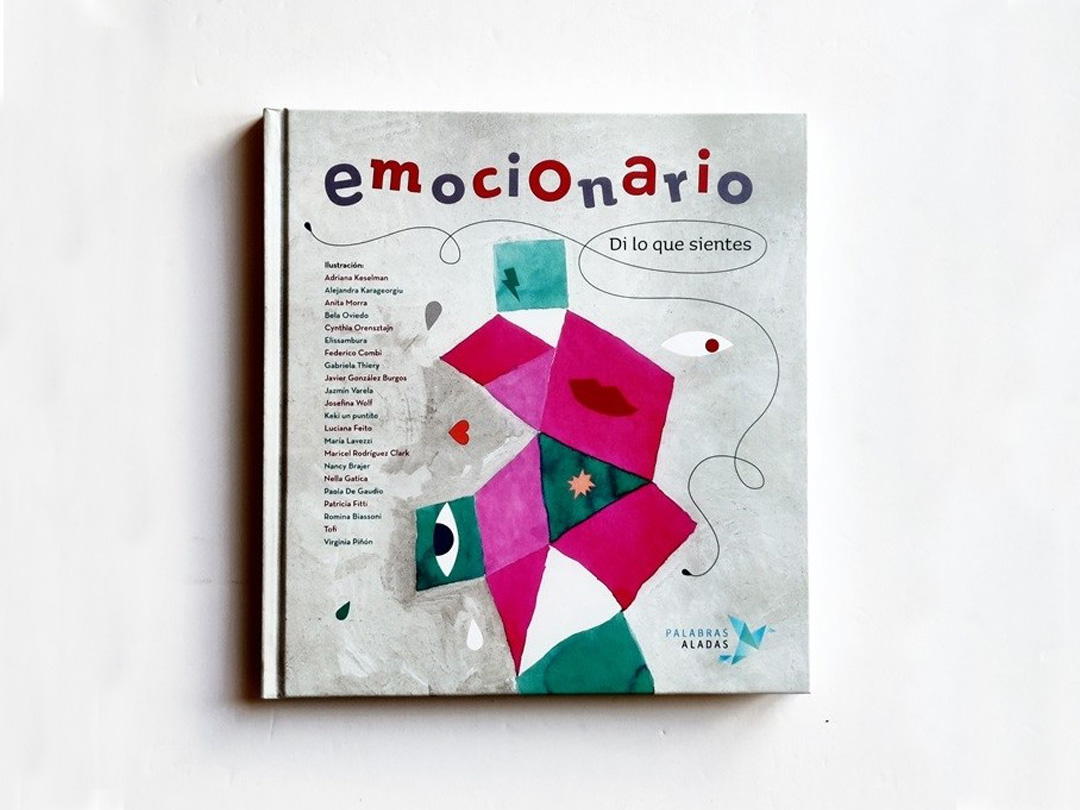 emocionario
Di lo que sientes
Ilustración:
Adriana Keselman
Alejandra Karageorgiu
Anita Morra
Bela Oviedo
Cynthia Orensztajn
Elissambura
Federico Combi
Gabriela Thiery
Javier González Burgos
Jazmín Varela
Josefina Wolf
Keki un puntito
Luciana Feito
María Lavezzi
Maricel Rodríguez Clark
Nancy Brajer
Nella Gatica
Paola De Gaudio
Patricia Fitti
Romina Biassoni
Tofi
Virginia Piñón
PALABRAS
ALADAS